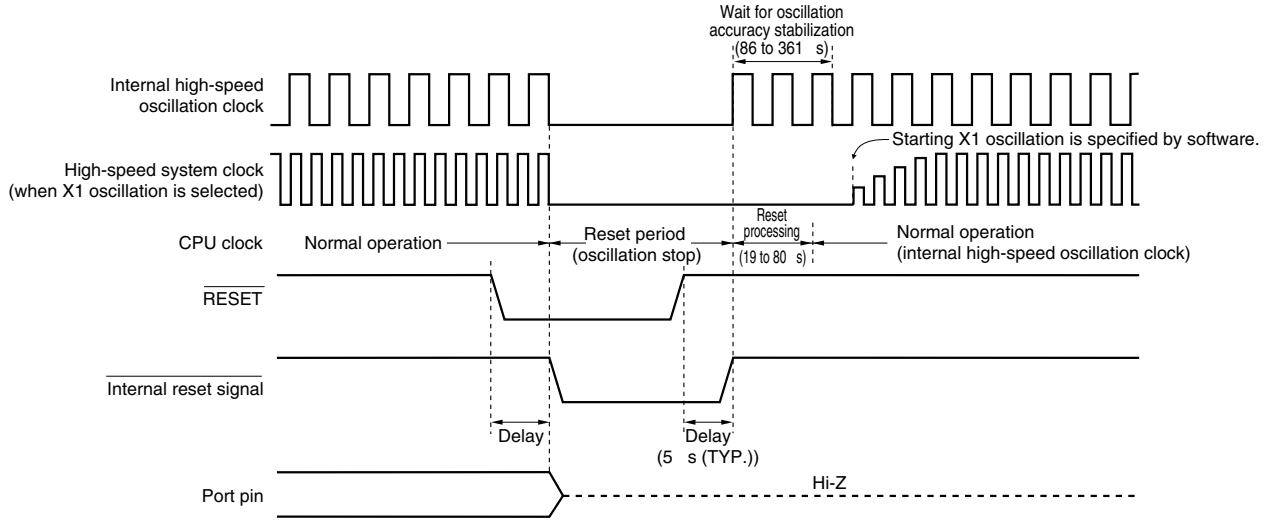 Wait for oscillation
accuracy stabilization
(86 to 361 s)
Internal high-speed
oscillation clock
Starting X1 oscillation is specified by software.
High-speed system clock
(when X1 oscillation is selected)
CPU clock
Normal operation
Reset period
(oscillation stop)
Reset
processing
(19 to 80 s)
Normal operation
(internal high-speed oscillation clock)
RESET
Internal reset signal
Delay
Delay
(5 s (TYP.))
Port pin
Hi-Z